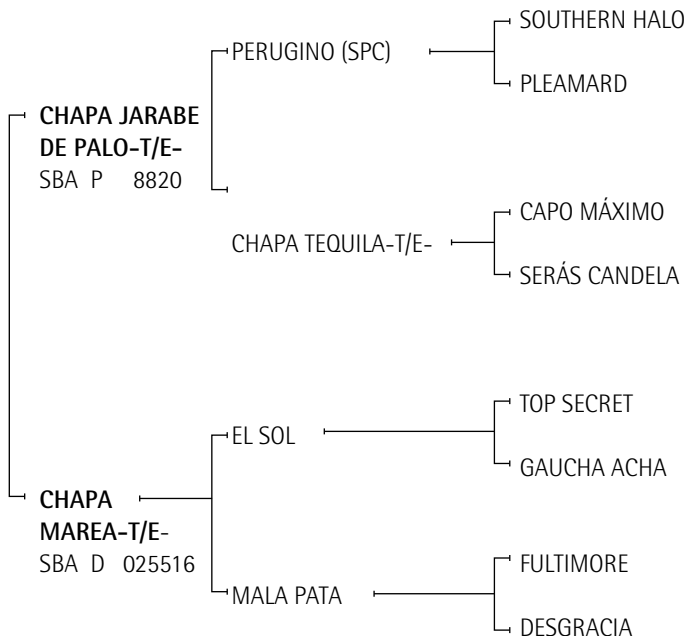 SOUTHERN HALO
PERUGINO (SPC)
PLEAMARD
CHAPA JARABE
DE PALO-T/E-
SBA P 8820
CAPO MÁXIMO
CHAPA TEQUILA-T/E-
SERÁS CANDELA
TOP SECRET
EL SOL
GAUCHA ACHA
CHAPA
MAREA-T/E-
SBA D 025516
FULTIMORE
MALA PATA
DESGRACIA